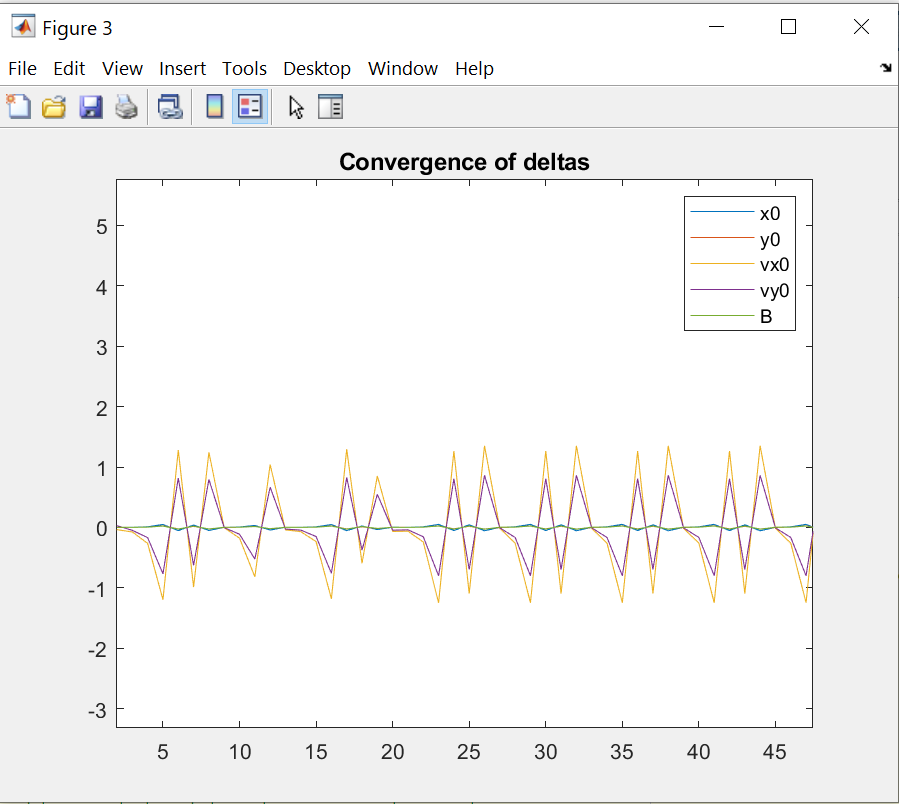 Figure 3
File Edit View Insert Tools Desktop Window Help
Convergence of deltas
x0
y0
vx0
vy0
B
5
4
3
2
1
0
-1
-2
-3
5 10 15 20 25 30 35 40 45